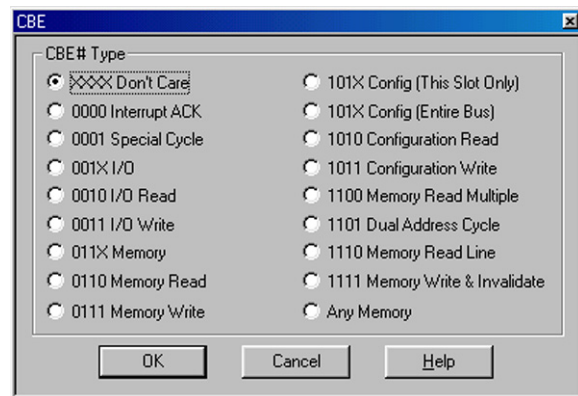 CBE
CBE# Type
XXXX Don't Care
0000 Interrupt ACK
0001 Special Cycle
001X I/O
0010 I/O Read
0011 I/O Write
011X Memory
0110 Memory Read
0111 Memory Write
101X Config (This Slot Only)
101X Config (Entire Bus)
1010 Configuration Read
1011 Configuration Write
1100 Memory Read Multiple
1101 Dual Address Cycle
1110 Memory Read Line
1111 Memory Write & Invalidate
Any Memory
OK
Cancel
Help